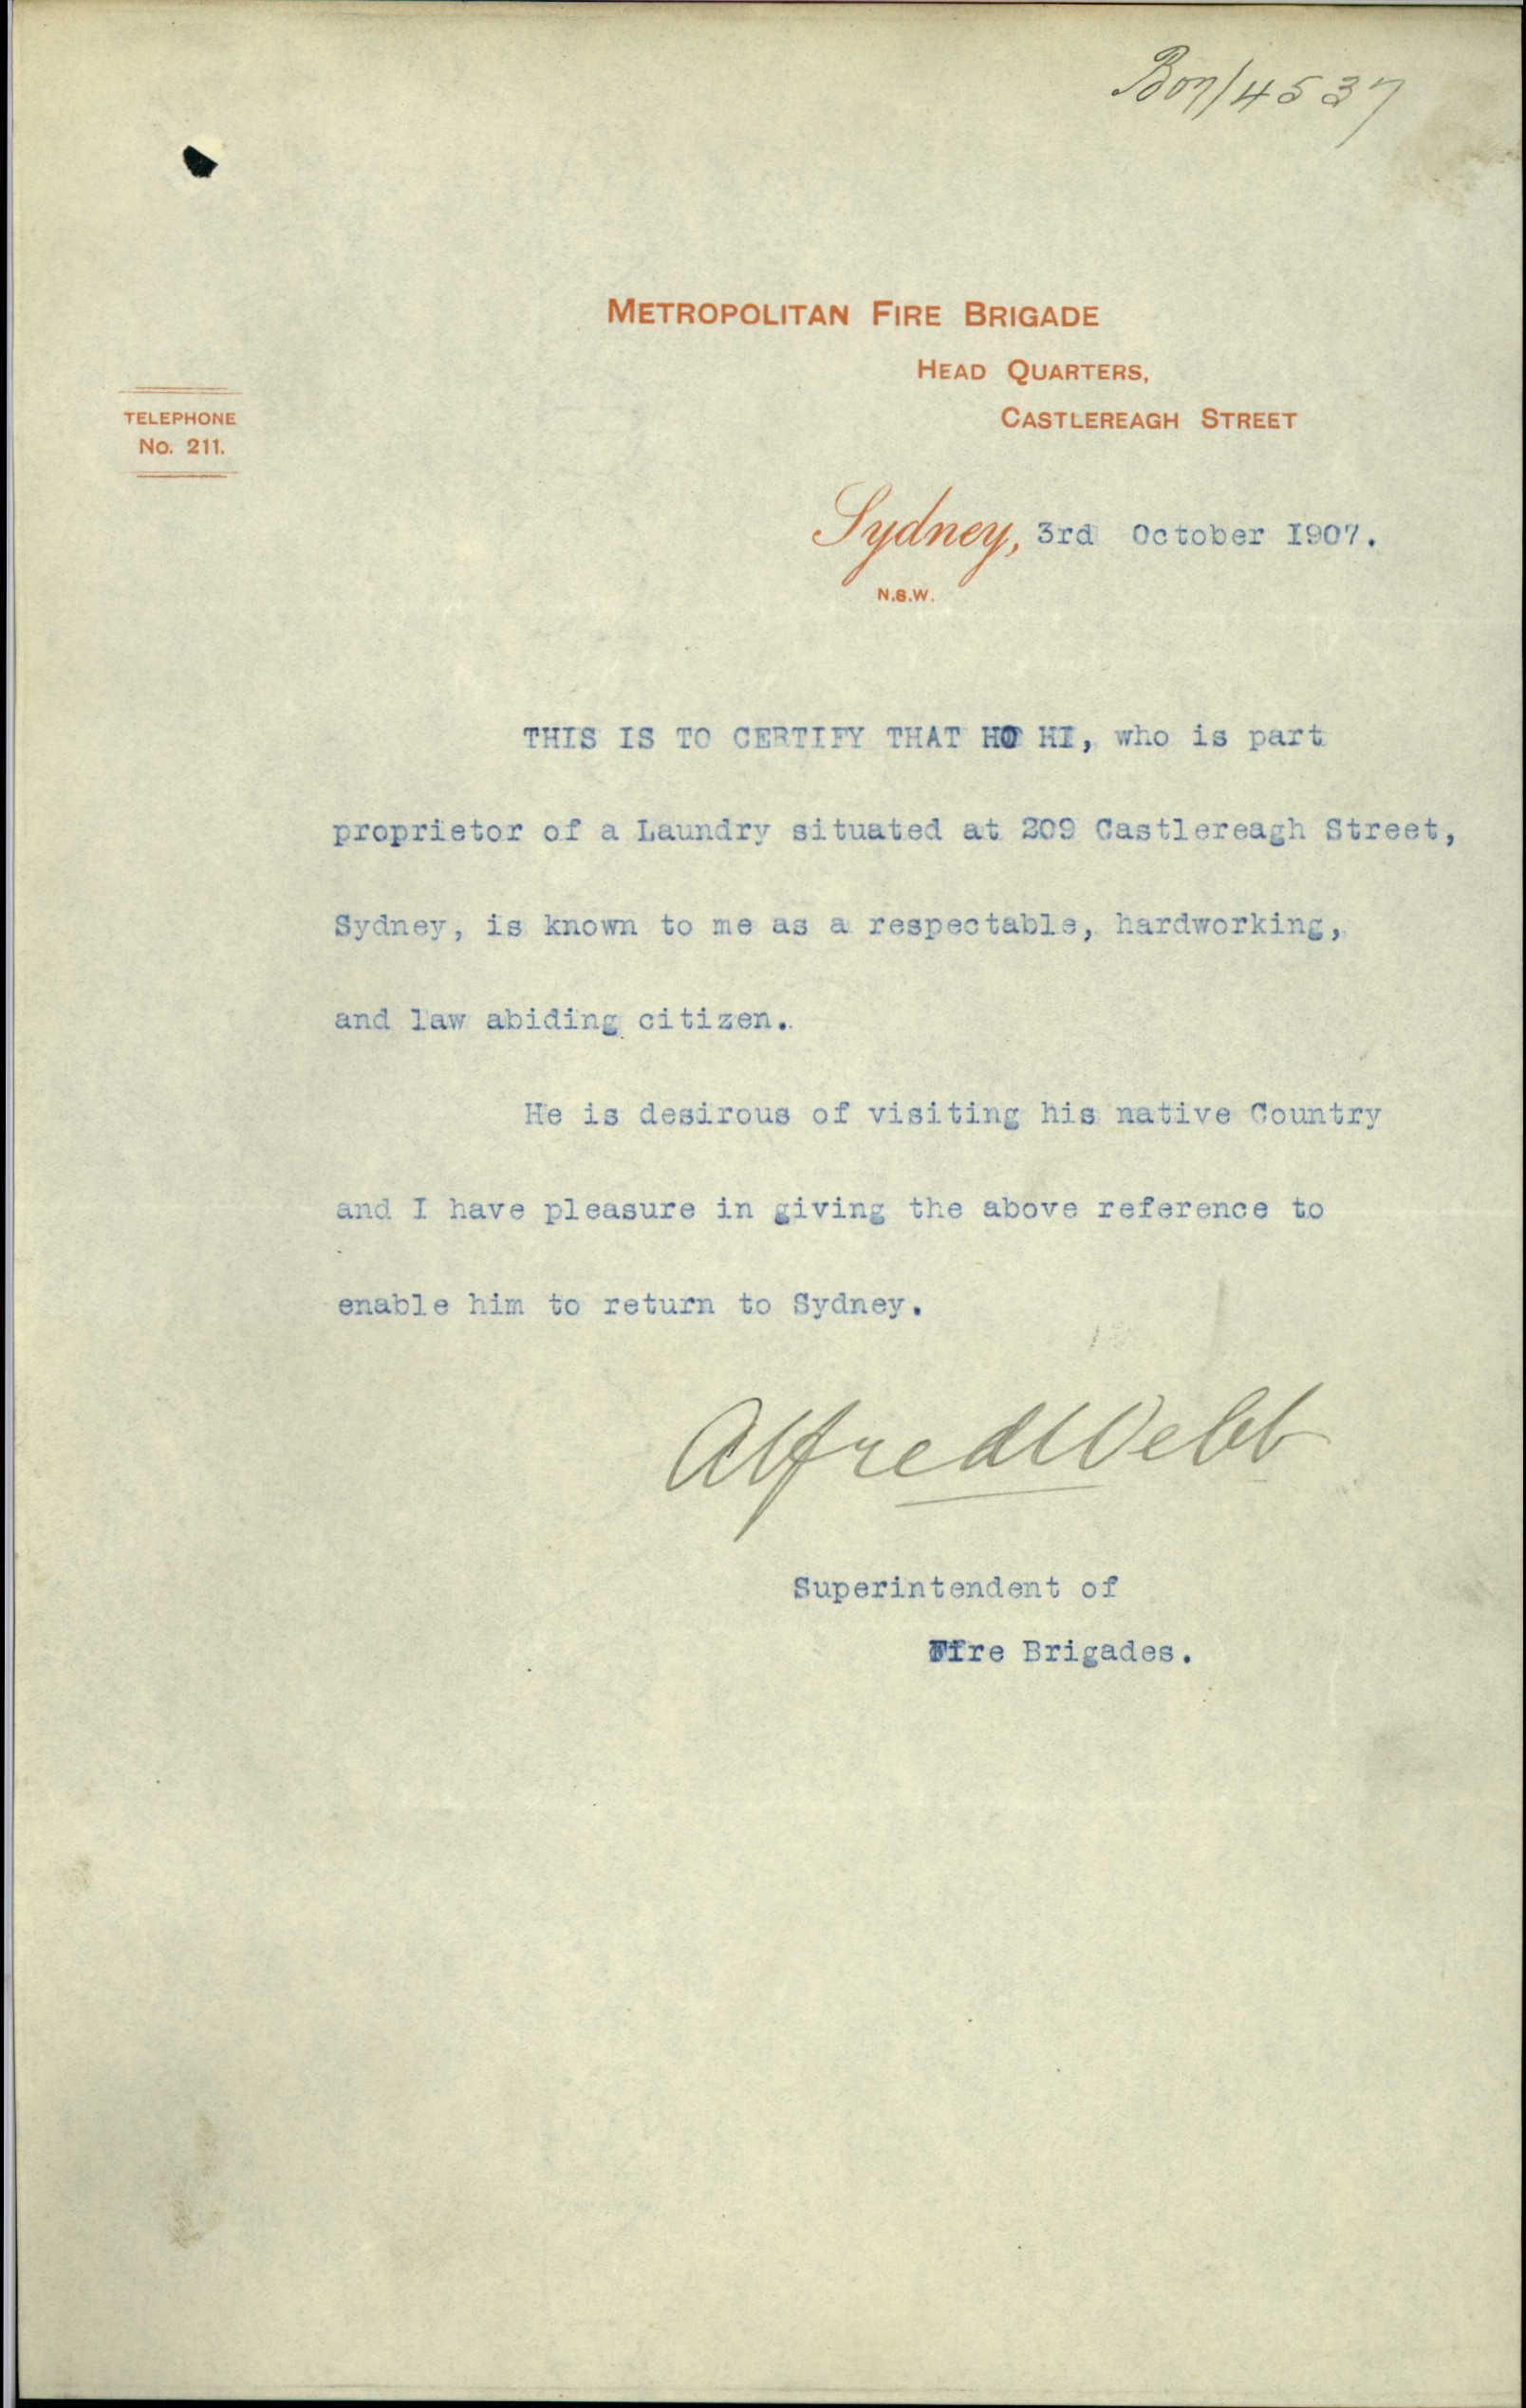 B07/4537
METROPOLITAN FIRE BRIGADE
HEAD QUARTERS,
CASTLEREAGH STREET
TELEPHONE
No. 211.
Sydney, 3rd October 1907.
N.S.W.
THIS IS TO CERTIFY THAT HO HI, who is part
proprietor of a Laundry situated at 209 Castlereagh Street,
Sydney, is known to me as a respectable, hardworking,
and law abiding citizen.
He is desirous of visiting his native Country
and I have pleasure in giving the above reference to
enable him to return to Sydney.
Alfred Webb
Superintendent of
Fire Brigades.